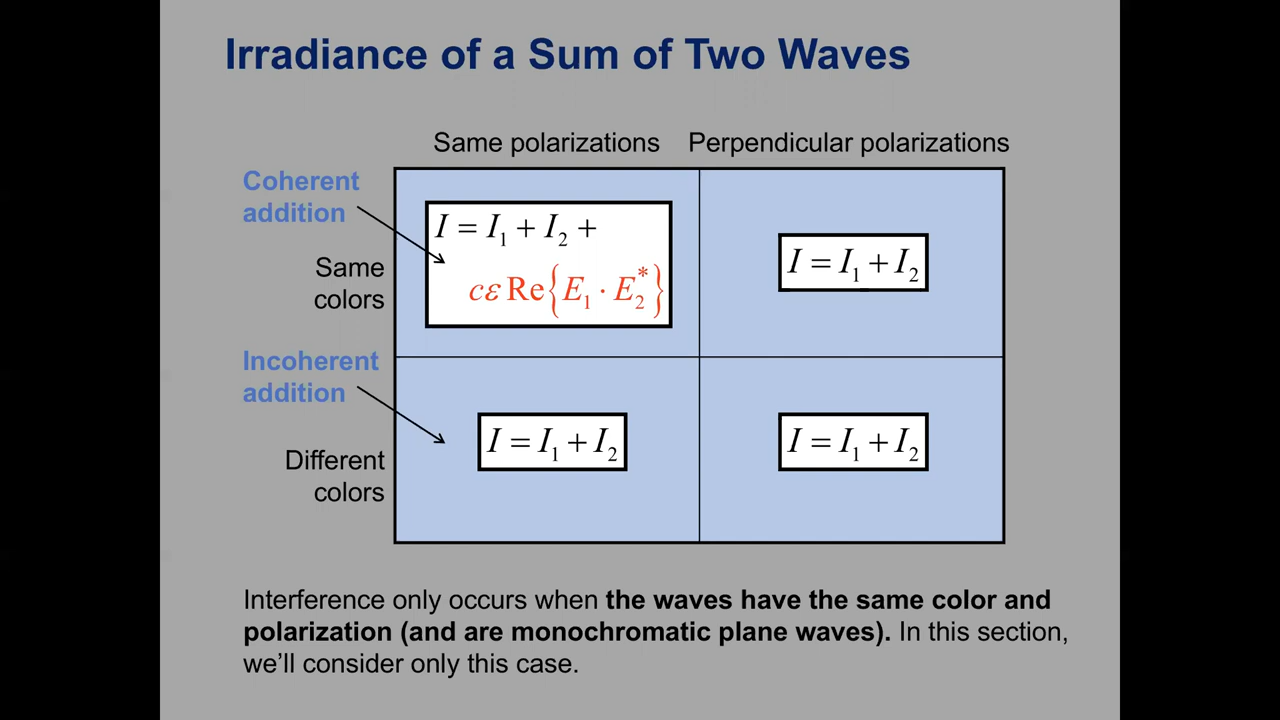 Irradiance of a Sum of Two Waves
Same polarizations
Perpendicular polarizations
Coherent
addition
Same
colors
I = I₁ + I₂ +
cε Re{E₁ · E₂*}
I = I₁ + I₂
Incoherent
addition
Different
colors
I = I₁ + I₂
I = I₁ + I₂
Interference only occurs when the waves have the same color and
polarization (and are monochromatic plane waves). In this section,
we’ll consider only this case.